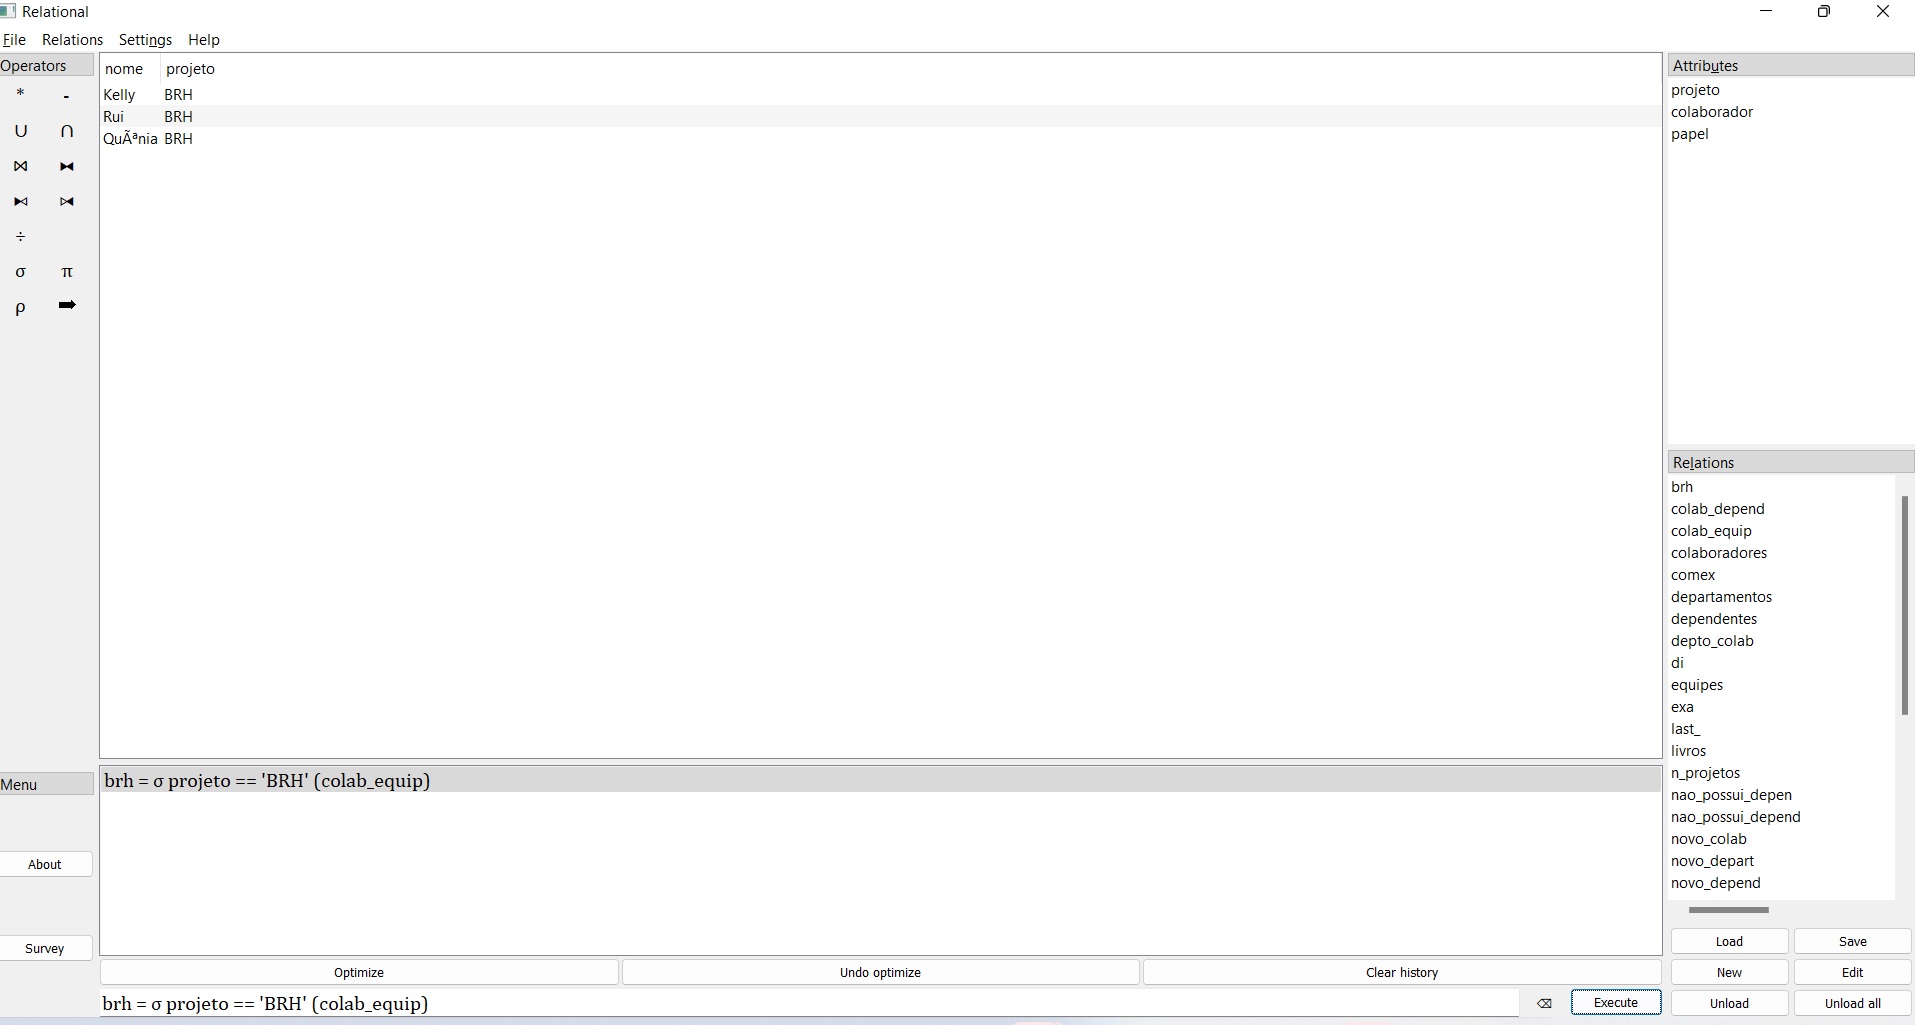 Relational
File Relations Settings Help
Operators
* -
∪ ∩
⋈ ⧓
⧑ ⧒
÷
σ π
ρ ➡
Menu
About
Survey
nome projeto
Kelly BRH
Rui BRH
QuÃªnia BRH
brh = σ projeto == 'BRH' (colab_equip)
Optimize Undo optimize Clear history
brh = σ projeto == 'BRH' (colab_equip)
⌫ Execute
Attributes
projeto
colaborador
papel
Relations
brh
colab_depend
colab_equip
colaboradores
comex
departamentos
dependentes
depto_colab
di
equipes
exa
last_
livros
n_projetos
nao_possui_depen
nao_possui_depend
novo_colab
novo_depart
novo_depend
Load Save
New Edit
Unload Unload all